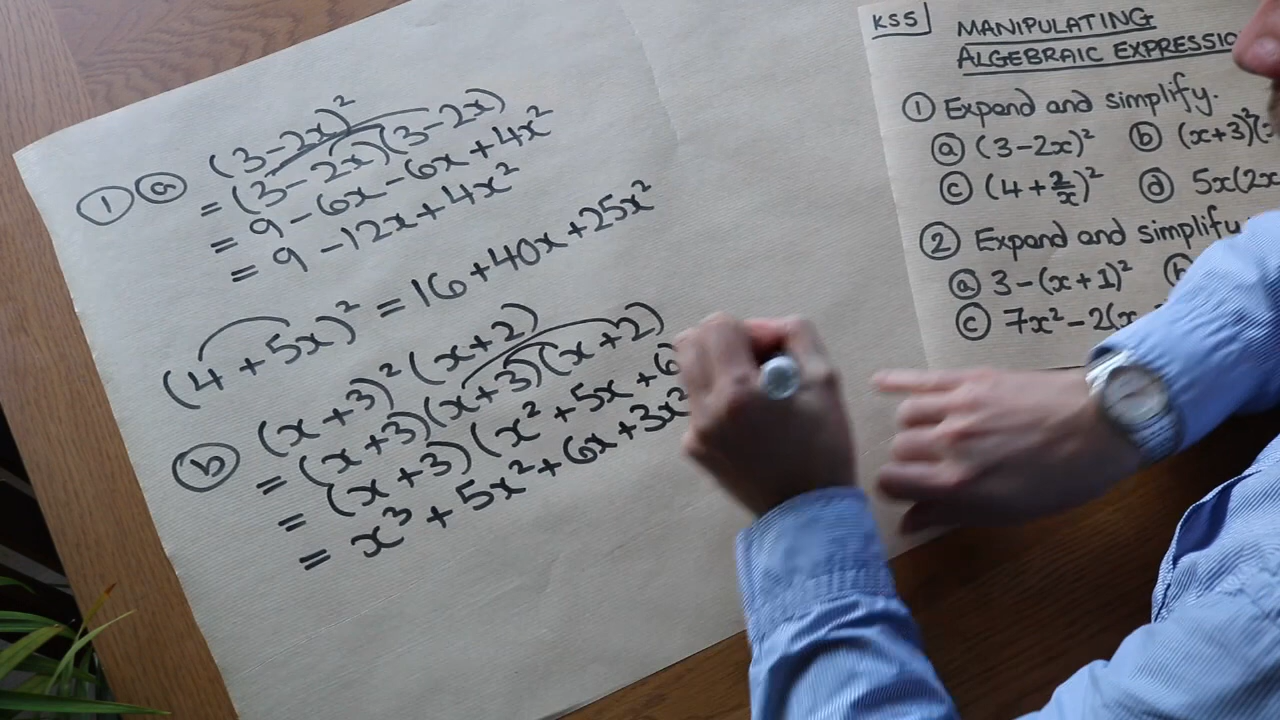 ① ⓐ (3-2x)²
= (3-2x)(3-2x)
= 9-6x-6x+4x²
= 9-12x+4x²
(4+5x)² = 16+40x+25x²
ⓑ (x+3)²(x+2)
= (x+3)(x+3)(x+2)
= (x+3)(x²+5x+6
= x³+5x²+6x+3x²
KS5 MANIPULATING
ALGEBRAIC EXPRESSIO
① Expand and simplify.
ⓐ (3-2x)² ⓑ (x+3)²(
ⓒ (4+2/x)² ⓓ 5x(2x
② Expand and simplify
ⓐ 3-(x+1)² ⓑ
ⓒ 7x²-2(x